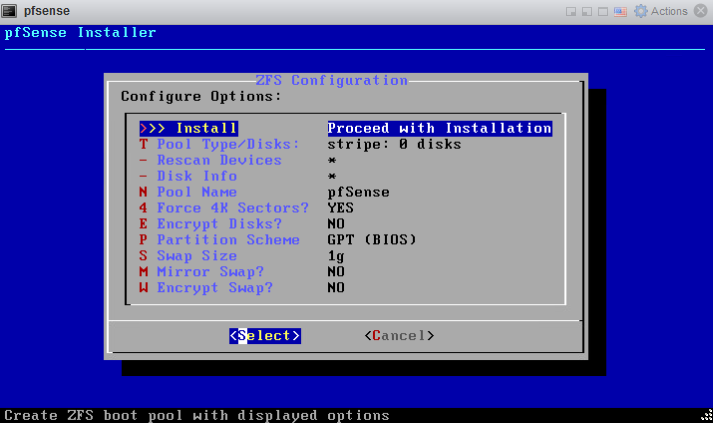 pfsense Actions
pfSense Installer
ZFS Configuration
Configure Options:
>>> Install Proceed with Installation
T Pool Type/Disks: stripe: 0 disks
- Rescan Devices *
- Disk Info *
N Pool Name pfSense
4 Force 4K Sectors? YES
E Encrypt Disks? NO
P Partition Scheme GPT (BIOS)
S Swap Size 1g
M Mirror Swap? NO
W Encrypt Swap? NO
<Select> <Cancel>
Create ZFS boot pool with displayed options